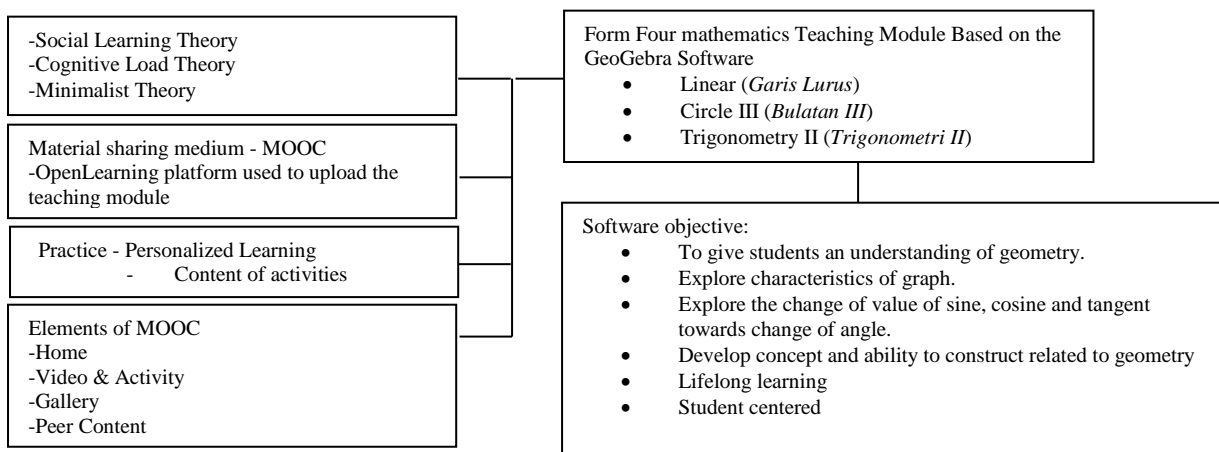 -Social Learning Theory
-Cognitive Load Theory
-Minimalist Theory
Material sharing medium - MOOC
-OpenLearning platform used to upload the
teaching module
Practice - Personalized Learning
- Content of activities
Elements of MOOC
-Home
-Video & Activity
-Gallery
-Peer Content
Form Four mathematics Teaching Module Based on the
GeoGebra Software
• Linear (Garis Lurus)
• Circle III (Bulatan III)
• Trigonometry II (Trigonometri II)
Software objective:
• To give students an understanding of geometry.
• Explore characteristics of graph.
• Explore the change of value of sine, cosine and tangent
towards change of angle.
• Develop concept and ability to construct related to geometry
• Lifelong learning
• Student centered